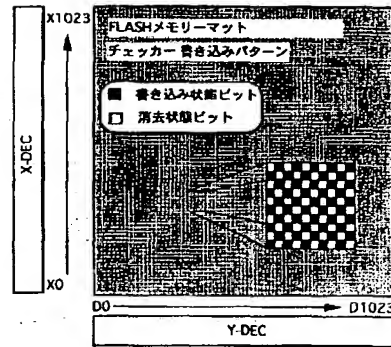 X1023
FLASHメモリーマット
チェッカー 書き込みパターン
■ 書き込み状態ビット
□ 消去状態ビット
X-DEC
X0
D0
D1023
Y-DEC